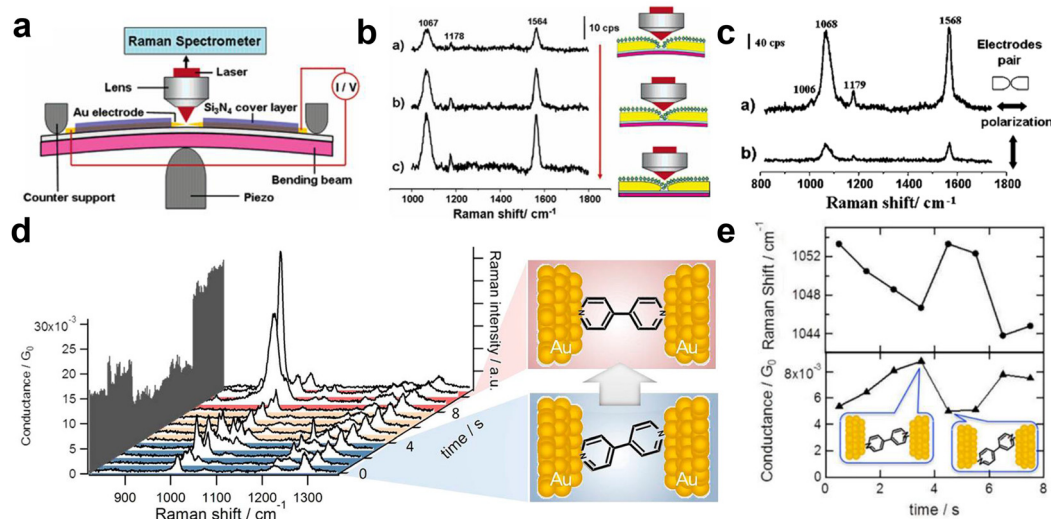 a
Raman Spectrometer
Laser
Lens
I / V
Au electrode
Si₃N₄ cover layer
Counter support
Piezo
Bending beam
b
1067
1178
1564
10 cps
a)
b)
c)
1000 1200 1400 1600 1800
Raman Shift/ cm⁻¹
c
40 cps
1068
1568
1006
1179
Electrodes
pair
polarization
a)
b)
800 1000 1200 1400 1600 1800
Raman shift/ cm⁻¹
d
Conductance / G₀
30x10⁻³
25
20
15
10
5
0
Raman intensity / a.u.
8
4
0
time / s
900 1000 1200 1300
Raman shift / cm⁻¹
N
N
Au
Au
N
N
Au
Au
e
Raman Shift / cm⁻¹
1052
1048
1044
Conductance / G₀
8x10⁻³
6
4
2
0
0 2 4 6 8
time / s